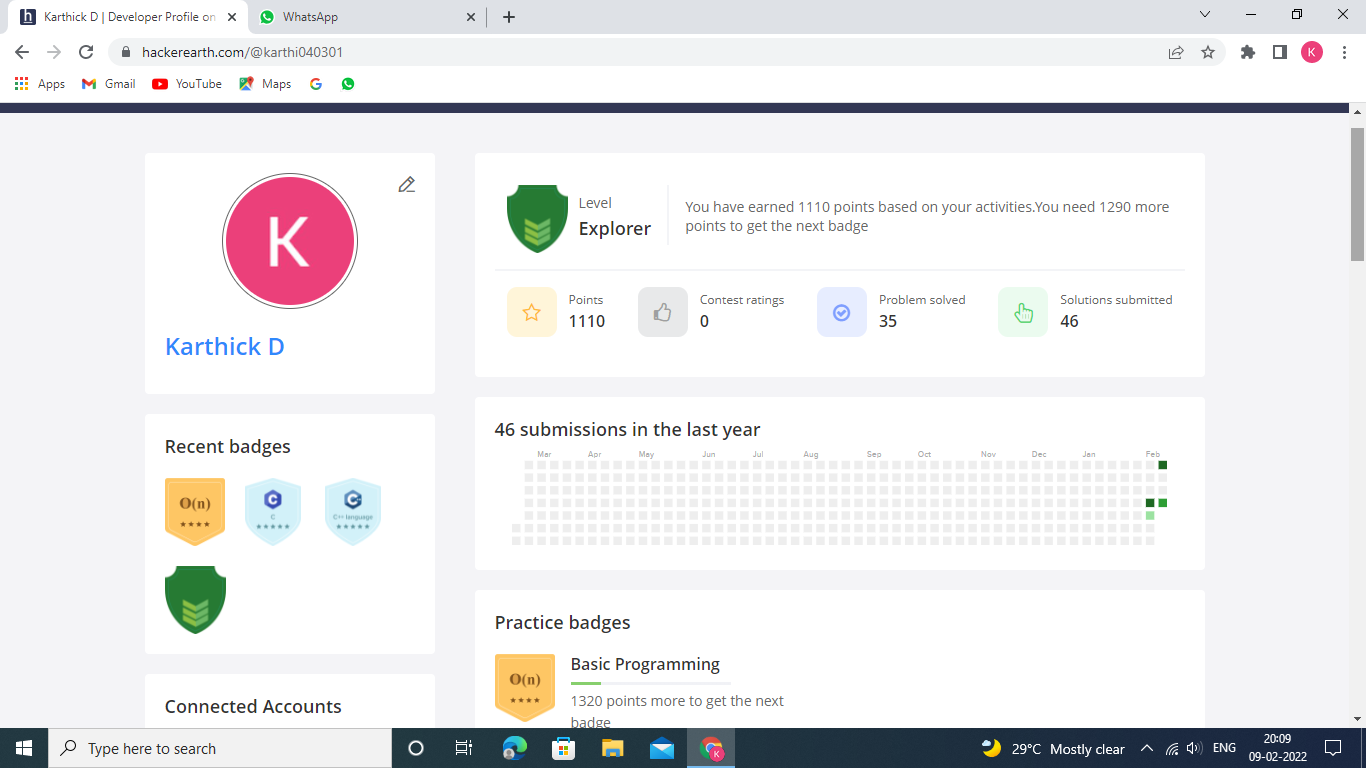 Karthick D | Developer Profile on
WhatsApp
hackerearth.com/@karthi040301
K
Apps
Gmail
YouTube
Maps
K
Karthick D
Level
Explorer
You have earned 1110 points based on your activities.You need 1290 more
points to get the next badge
Points
1110
Contest ratings
0
Problem solved
35
Solutions submitted
46
Recent badges
O(n)
C
C
C++ language
46 submissions in the last year
Mar Apr May Jun Jul Aug Sep Oct Nov Dec Jan Feb
Practice badges
O(n)
Basic Programming
1320 points more to get the next
badge
Connected Accounts
Type here to search
K
29°C Mostly clear
ENG
20:09
09-02-2022